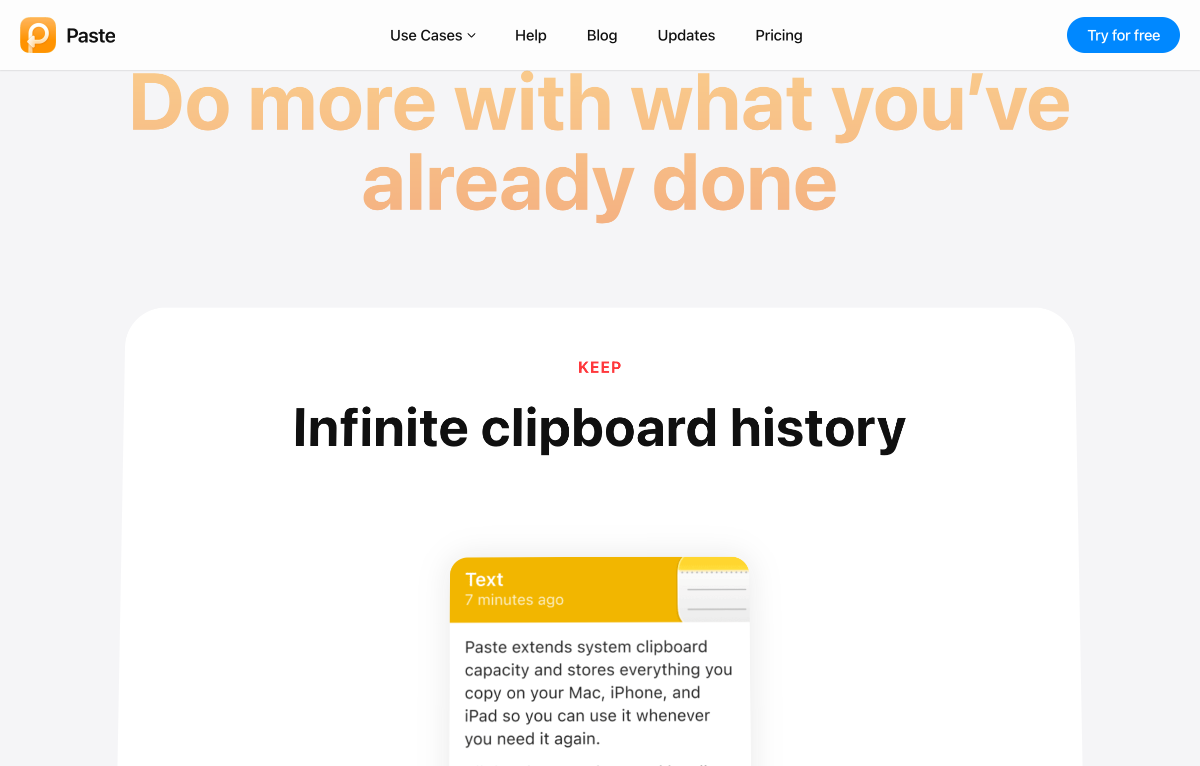 Paste
Use Cases
Help
Blog
Updates
Pricing
Try for free
Do more with what you’ve
already done
KEEP
Infinite clipboard history
Text
7 minutes ago
Paste extends system clipboard
capacity and stores everything you
copy on your Mac, iPhone, and
iPad so you can use it whenever
you need it again.